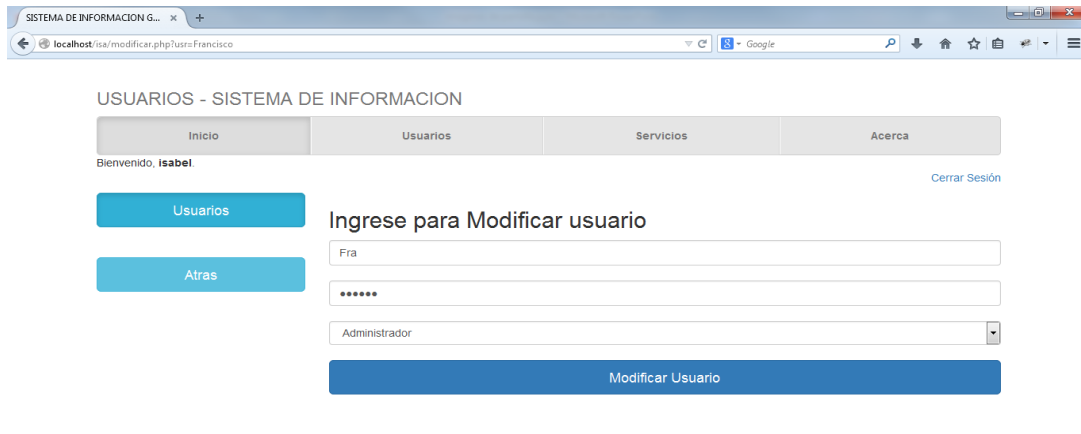 SISTEMA DE INFORMACION G...
localhost/isa/modificar.php?usr=Francisco
Google
USUARIOS - SISTEMA DE INFORMACION
Inicio Usuarios Servicios Acerca
Bienvenido, isabel.
Cerrar Sesión
Usuarios
Ingrese para Modificar usuario
Fra
Atras
••••••
Administrador
Modificar Usuario